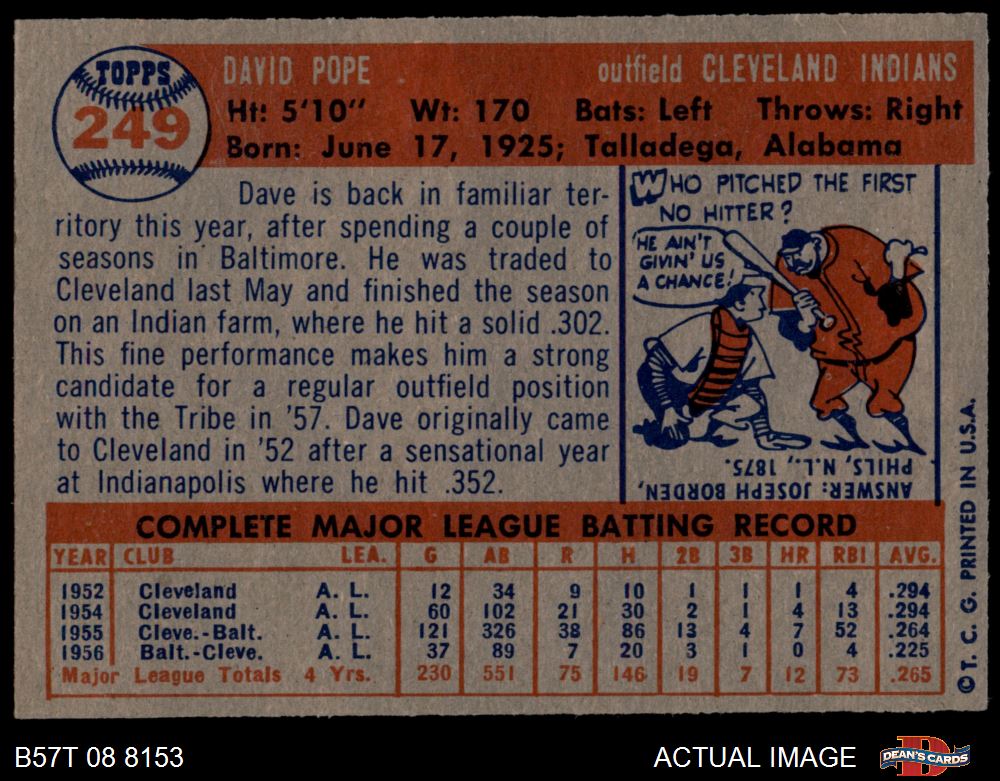 TOPPS
249
DAVID POPE
outfield CLEVELAND INDIANS
Ht: 5'10" Wt: 170 Bats: Left Throws: Right
Born: June 17, 1925; Talladega, Alabama
Dave is back in familiar ter-
ritory this year, after spending a couple of
seasons in Baltimore. He was traded to
Cleveland last May and finished the season
on an Indian farm, where he hit a solid .302.
This fine performance makes him a strong
candidate for a regular outfield position
with the Tribe in '57. Dave originally came
to Cleveland in '52 after a sensational year
at Indianapolis where he hit .352.
WHO PITCHED THE FIRST
NO HITTER?
HE AIN'T
GIVIN' US
A CHANCE!
ANSWER: JOSEPH BORDEN,
PHILS, N.L., 1875.
COMPLETE MAJOR LEAGUE BATTING RECORD
YEAR CLUB LEA. G AB R H 2B 3B HR RBI AVG.
1952 Cleveland A. L. 12 34 9 10 1 1 1 4 .294
1954 Cleveland A. L. 60 102 21 30 2 1 4 13 .294
1955 Cleve.-Balt. A. L. 121 326 38 86 13 4 7 52 .264
1956 Balt.-Cleve. A. L. 37 89 7 20 3 1 0 4 .225
Major League Totals 4 Yrs. 230 551 75 146 19 7 12 73 .265
© T. C. G. PRINTED IN U.S.A.
B57T 08 8153
ACTUAL IMAGE
DEAN'S CARDS